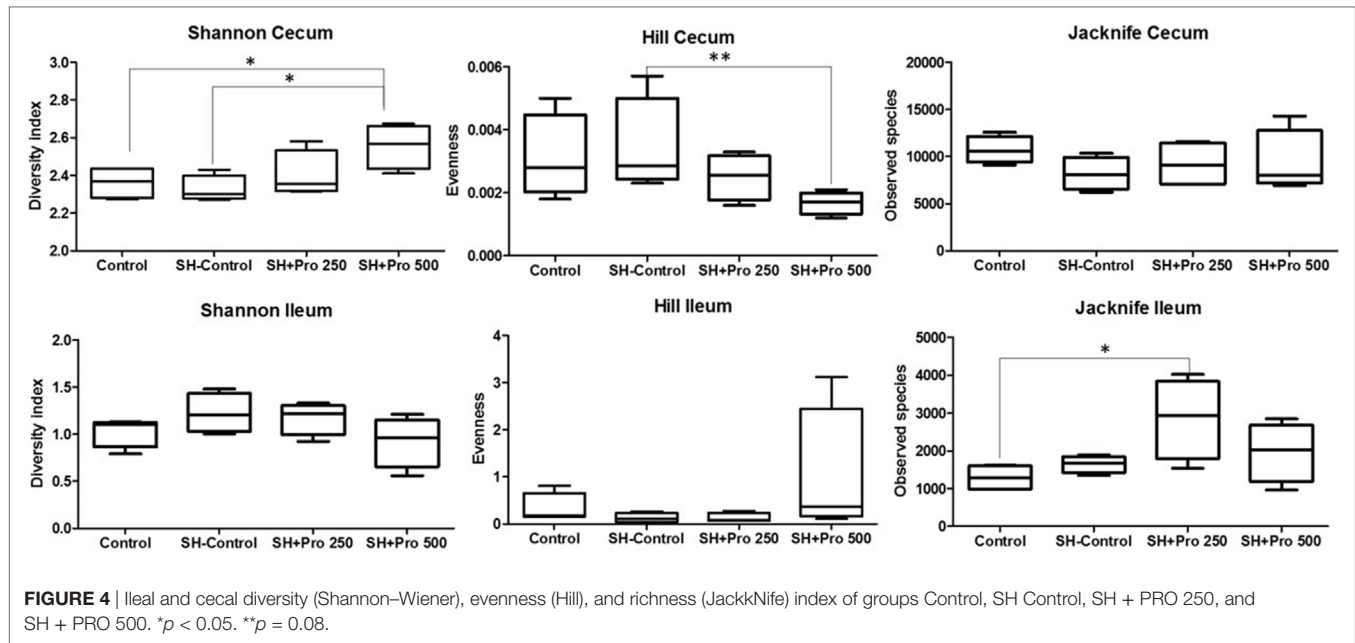 Shannon Cecum
*
*
Diversity index
3.0
2.8
2.6
2.4
2.2
2.0
Control SH-Control SH+Pro 250 SH+Pro 500
Hill Cecum
**
Evenness
0.006
0.004
0.002
0.000
Control SH-Control SH+Pro 250 SH+Pro 500
Jacknife Cecum
Observed species
20000
15000
10000
5000
0
Control SH-Control SH+Pro 250 SH+Pro 500
Shannon Ileum
Diversity index
2.0
1.5
1.0
0.5
0.0
Control SH-Control SH+Pro 250 SH+Pro 500
Hill Ileum
Evenness
4
3
2
1
0
Control SH-Control SH+Pro 250 SH+Pro 500
Jacknife Ileum
*
Observed species
5000
4000
3000
2000
1000
0
Control SH-Control SH+Pro 250 SH+Pro 500
FIGURE 4 | Ileal and cecal diversity (Shannon–Wiener), evenness (Hill), and richness (JackkNife) index of groups Control, SH Control, SH + PRO 250, and
SH + PRO 500. *p < 0.05. **p = 0.08.